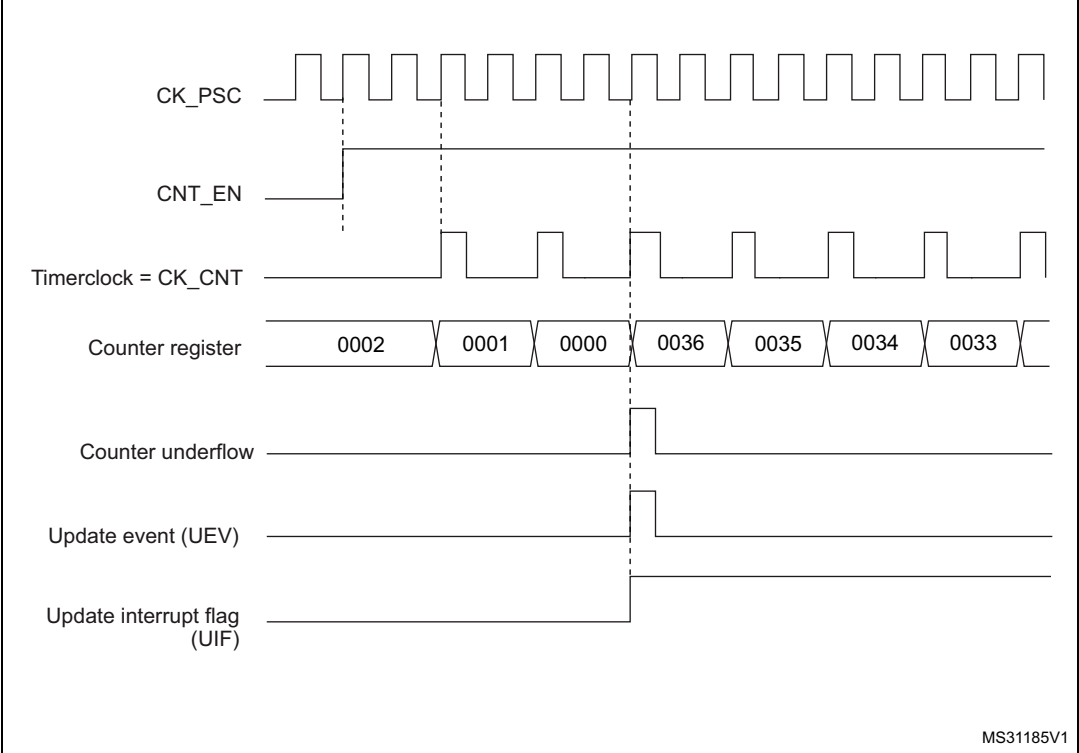 CK_PSC
CNT_EN
Timerclock = CK_CNT
Counter register
0002 0001 0000 0036 0035 0034 0033
Counter underflow
Update event (UEV)
Update interrupt flag
(UIF)
MS31185V1